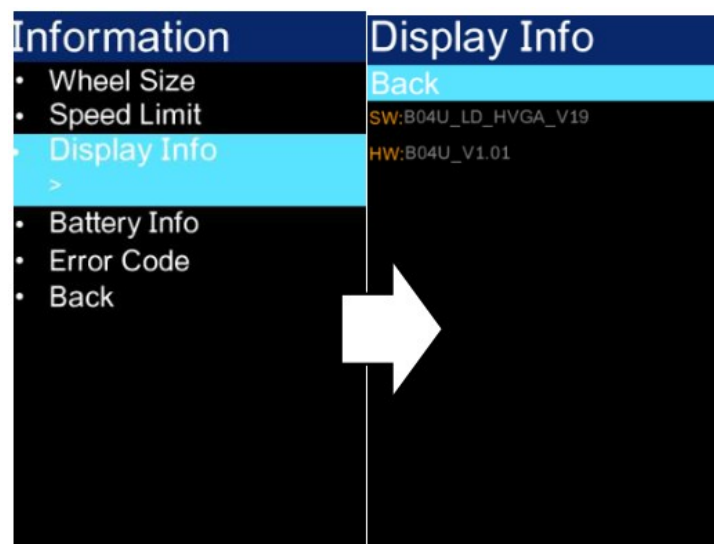 Information
• Wheel Size
• Speed Limit
• Display Info
>
• Battery Info
• Error Code
• Back
Display Info
Back
SW:B04U_LD_HVGA_V19
HW:B04U_V1.01